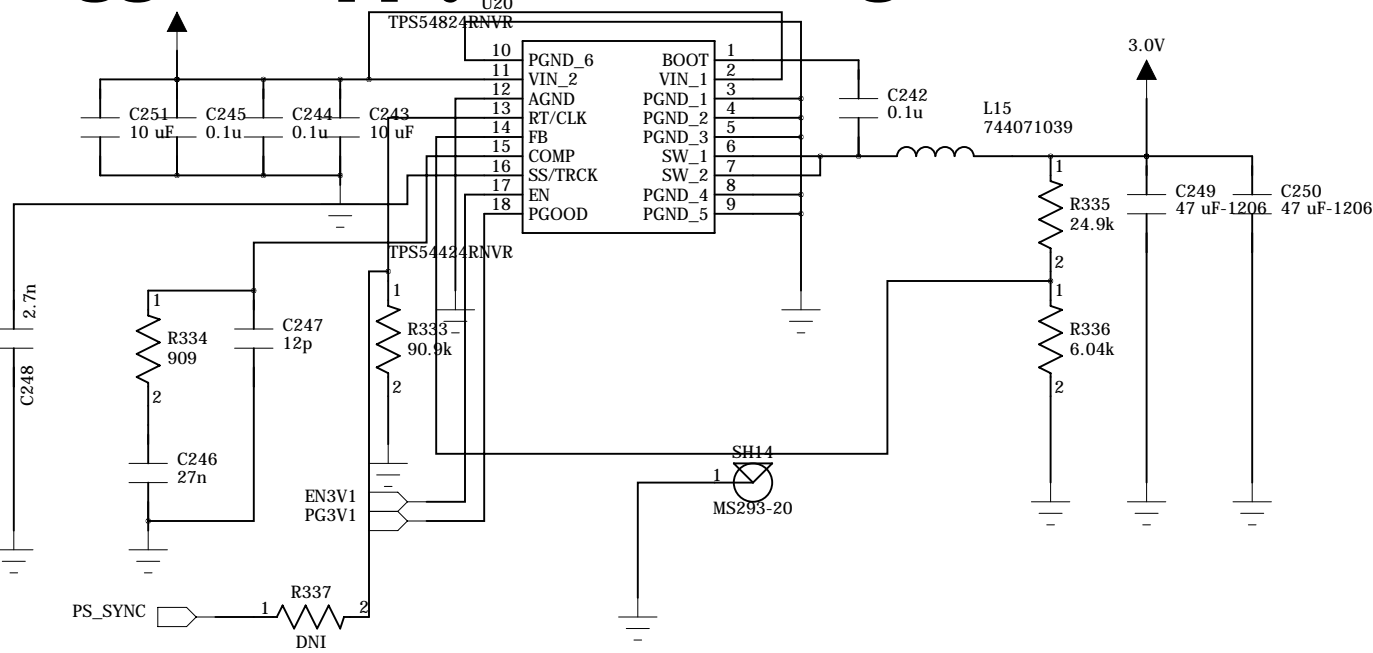 U20
TPS54824RNVR
10 PGND_6 BOOT 1
11 VIN_2 VIN_1 2
12 AGND PGND_1 3
13 RT/CLK PGND_2 4
14 FB PGND_3 5
15 COMP SW_1 6
16 SS/TRCK SW_2 7
17 EN PGND_4 8
18 PGOOD PGND_5 9
TPS54424RNVR
C251
10 uF
C245
0.1u
C244
0.1u
C243
10 uF
C242
0.1u
L15
744071039
3.0V
1
R335
24.9k
2
C249
47 uF-1206
C250
47 uF-1206
1
R336
6.04k
2
2.7n
C248
1
R334
909
2
C247
12p
1
R333
90.9k
2
C246
27n
EN3V1
PG3V1
SH14
1
MS293-20
PS_SYNC
1
R337
2
DNI